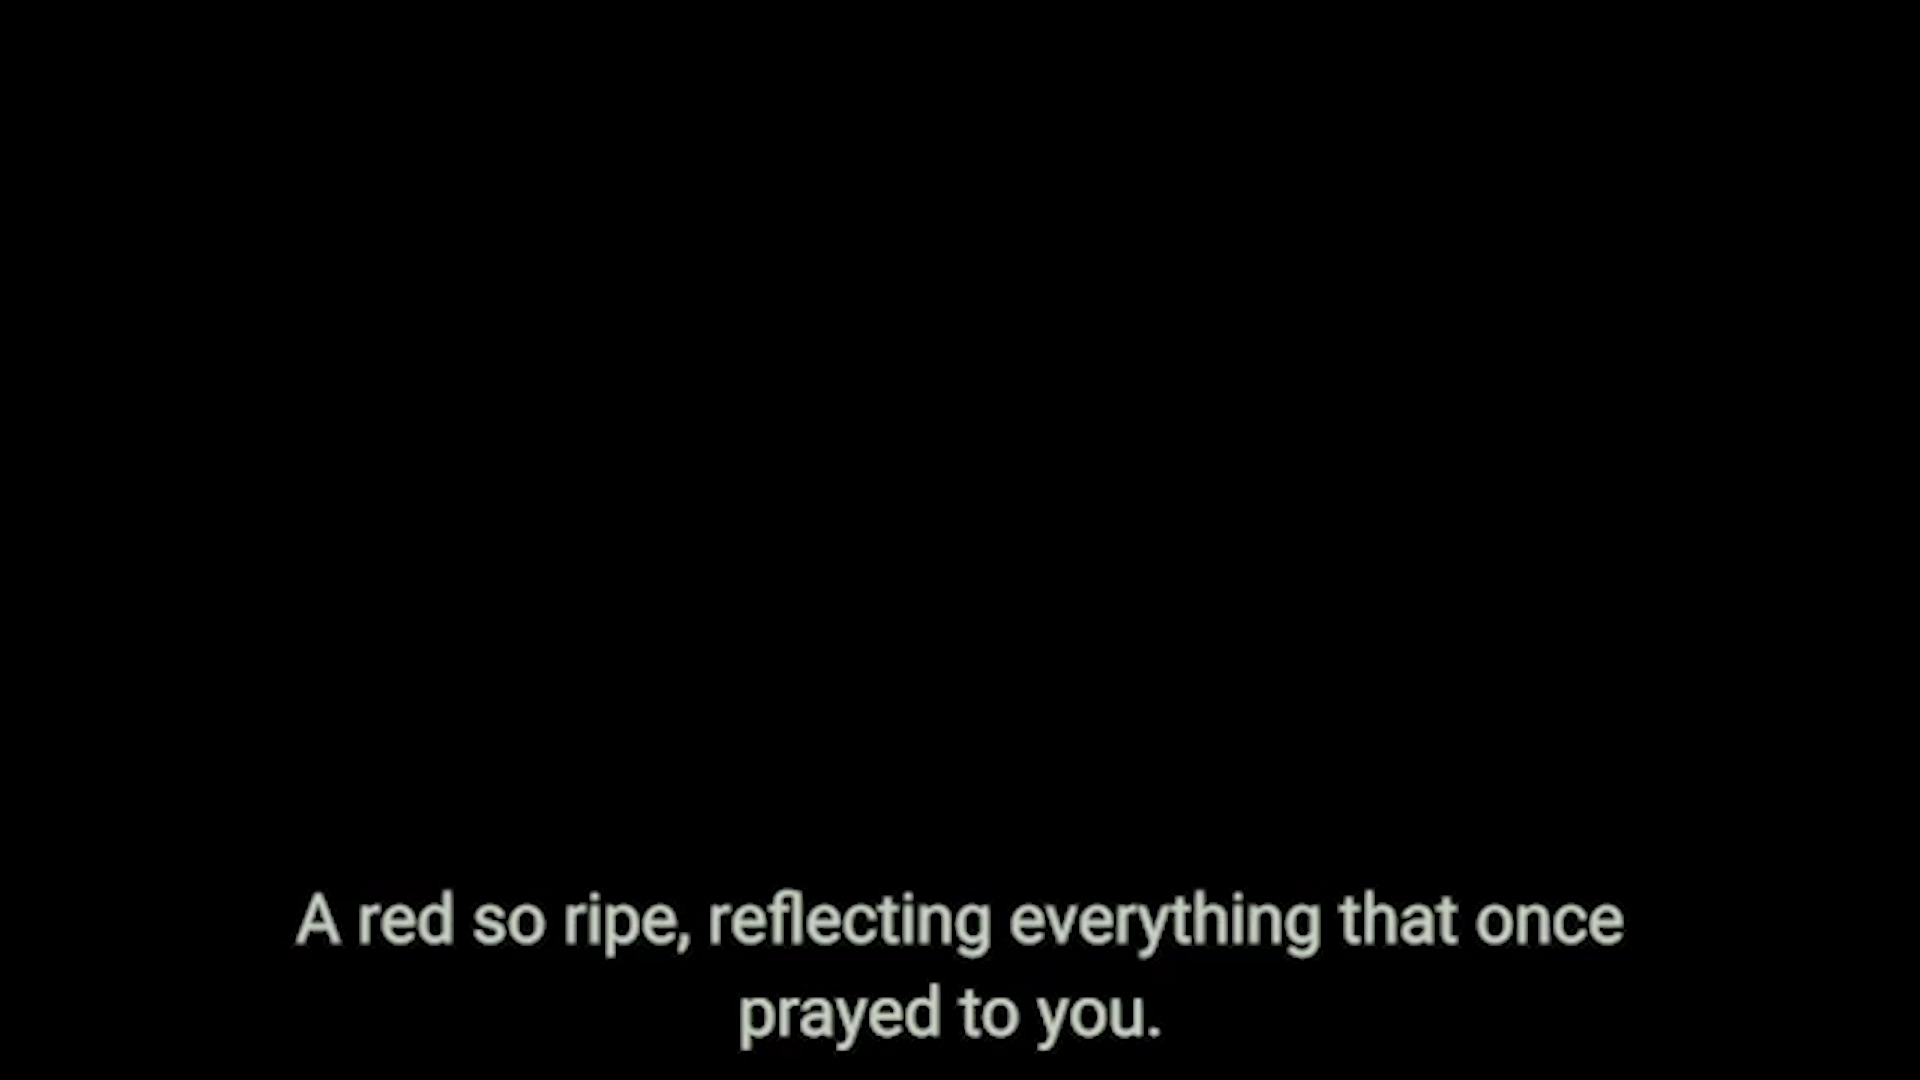 A red so ripe, reflecting everything that once
prayed to you.